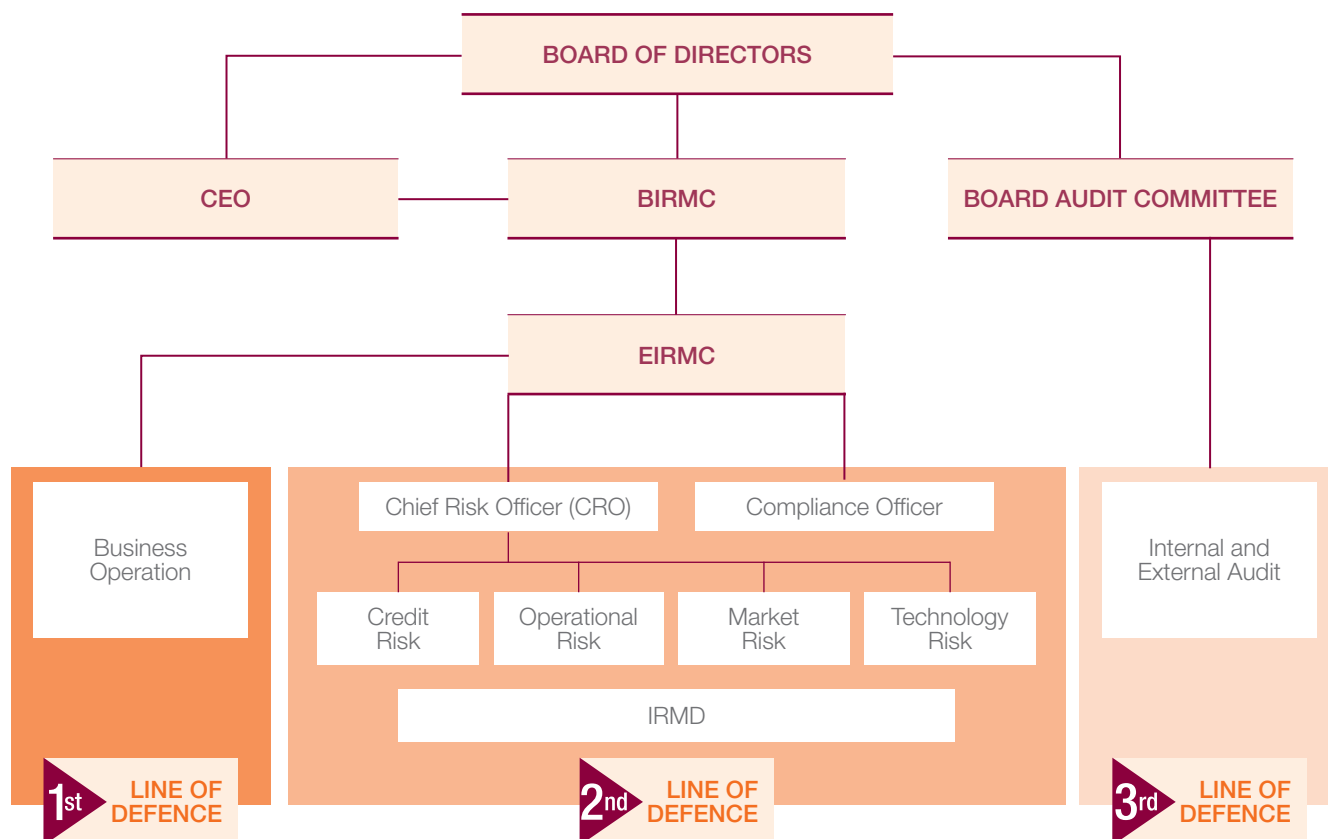 BOARD OF DIRECTORS
CEO
BIRMC
BOARD AUDIT COMMITTEE
EIRMC
Business
Operation
Chief Risk Officer (CRO)
Compliance Officer
Credit
Risk
Operational
Risk
Market
Risk
Technology
Risk
IRMD
Internal and
External Audit
1st LINE OF
DEFENCE
2nd LINE OF
DEFENCE
3rd LINE OF
DEFENCE